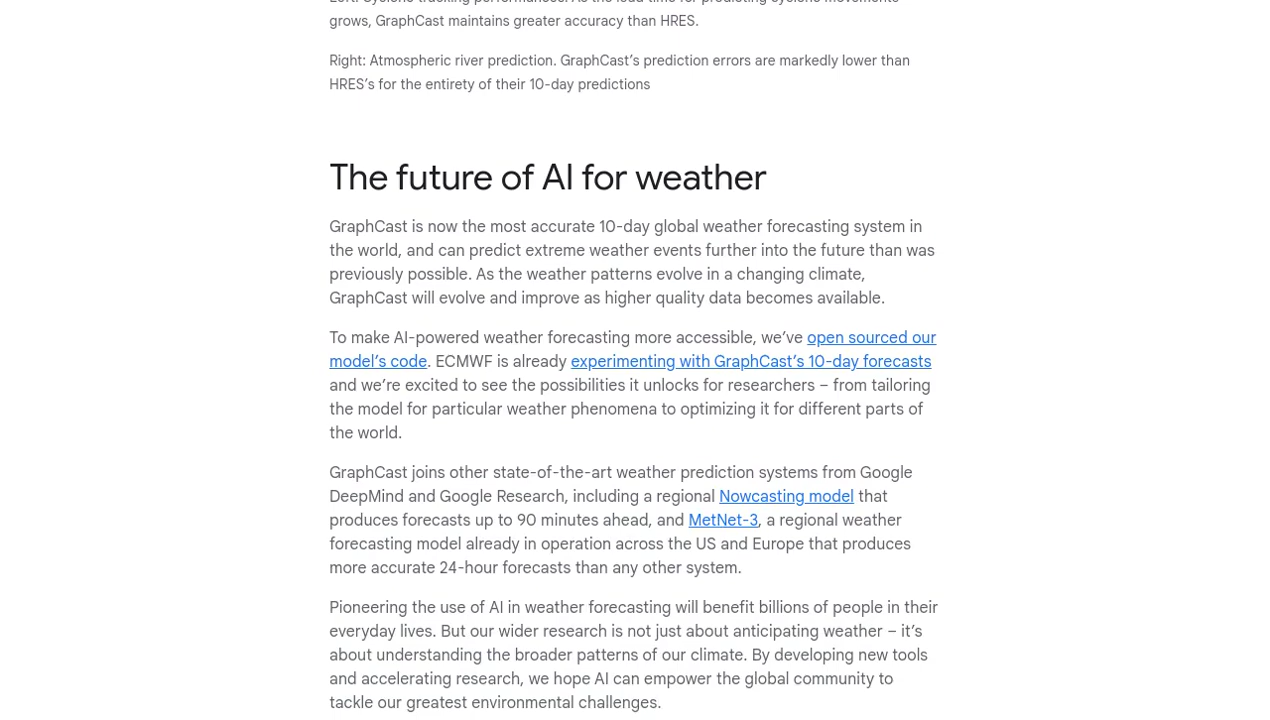 grows, GraphCast maintains greater accuracy than HRES.
Right: Atmospheric river prediction. GraphCast’s prediction errors are markedly lower than
HRES’s for the entirety of their 10-day predictions
The future of AI for weather
GraphCast is now the most accurate 10-day global weather forecasting system in
the world, and can predict extreme weather events further into the future than was
previously possible. As the weather patterns evolve in a changing climate,
GraphCast will evolve and improve as higher quality data becomes available.
To make AI-powered weather forecasting more accessible, we’ve open sourced our
model’s code. ECMWF is already experimenting with GraphCast’s 10-day forecasts
and we’re excited to see the possibilities it unlocks for researchers – from tailoring
the model for particular weather phenomena to optimizing it for different parts of
the world.
GraphCast joins other state-of-the-art weather prediction systems from Google
DeepMind and Google Research, including a regional Nowcasting model that
produces forecasts up to 90 minutes ahead, and MetNet-3, a regional weather
forecasting model already in operation across the US and Europe that produces
more accurate 24-hour forecasts than any other system.
Pioneering the use of AI in weather forecasting will benefit billions of people in their
everyday lives. But our wider research is not just about anticipating weather – it’s
about understanding the broader patterns of our climate. By developing new tools
and accelerating research, we hope AI can empower the global community to
tackle our greatest environmental challenges.